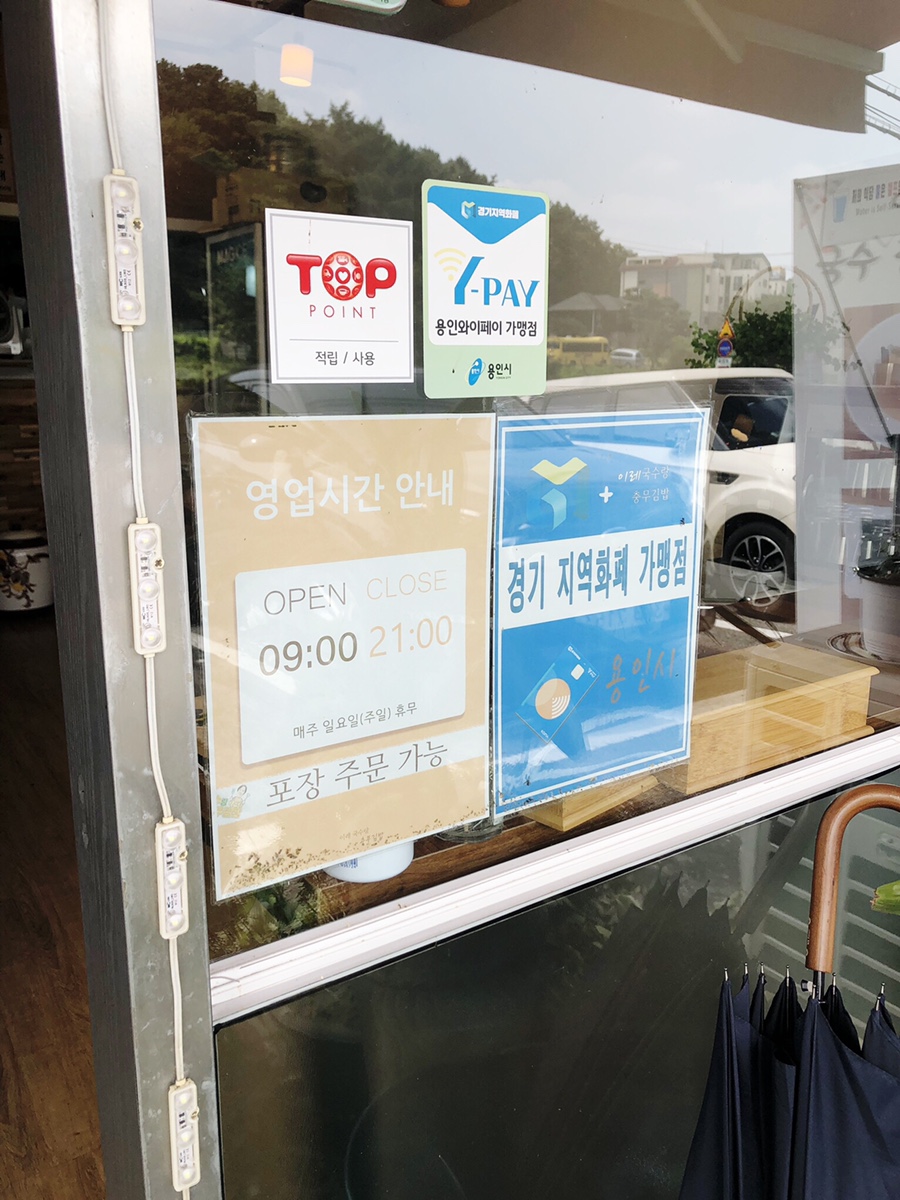 TOP
POINT
적립 / 사용
경기지역화폐
Y-PAY
용인와이페이 가맹점
용인시
영업시간 안내
OPEN CLOSE
09:00 21:00
매주 일요일(주일) 휴무
포장 주문 가능
이레국수랑
충무김밥
+
경기 지역화폐 가맹점
용인시
국수